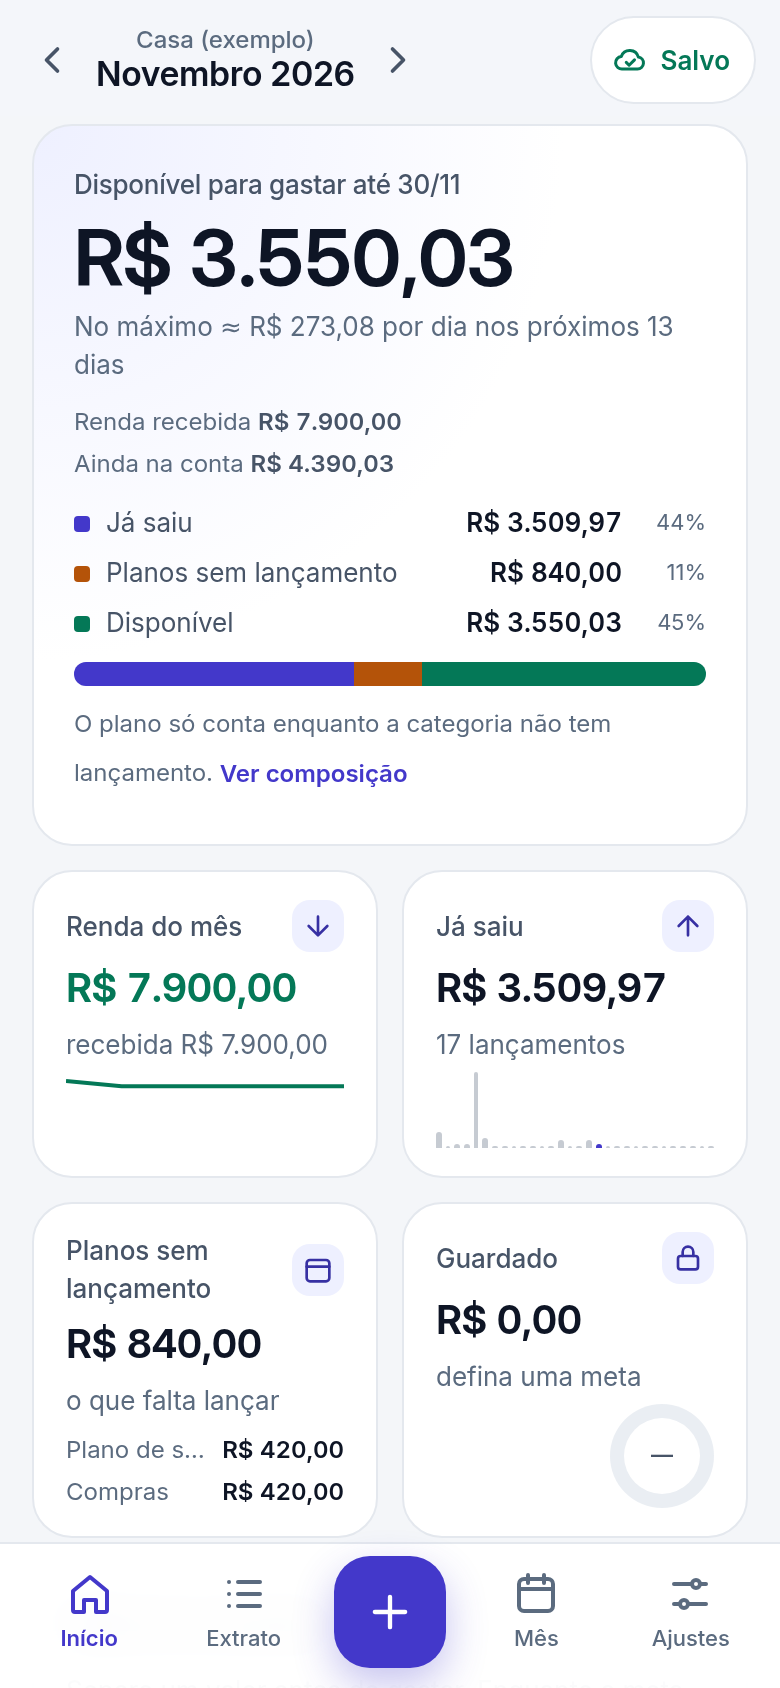 Casa (exemplo)
Novembro 2026
Salvo
Disponível para gastar até 30/11
R$ 3.550,03
No máximo ≈ R$ 273,08 por dia nos próximos 13
dias
Renda recebida R$ 7.900,00
Ainda na conta R$ 4.390,03
Já saiu R$ 3.509,97 44%
Planos sem lançamento R$ 840,00 11%
Disponível R$ 3.550,03 45%
O plano só conta enquanto a categoria não tem
lançamento. Ver composição
Renda do mês
R$ 7.900,00
recebida R$ 7.900,00
Já saiu
R$ 3.509,97
17 lançamentos
Planos sem
lançamento
R$ 840,00
o que falta lançar
Plano de s... R$ 420,00
Compras R$ 420,00
Guardado
R$ 0,00
defina uma meta
—
Início
Extrato
Mês
Ajustes